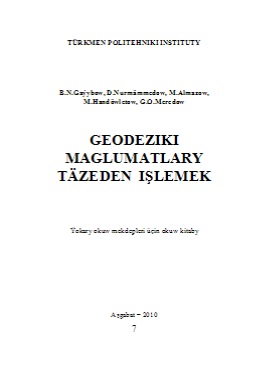 TÜRKMEN POLITEHNIKI INSTITUTY
B.N.Gaýybow, D.Nurmämmedow, M.Almazow,
M.Handöwletow, G.O.Meredow
GEODEZIKI
MAGLUMATLARY
TÄZEDEN IŞLEMEK
Ýokary okuw mekdepleri üçin okuw kitaby
Aşgabat – 2010
7